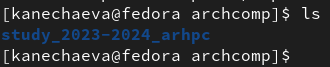 [kanechaeva@fedora archcomp]$ ls
study_2023-2024_arhpc
[kanechaeva@fedora archcomp]$